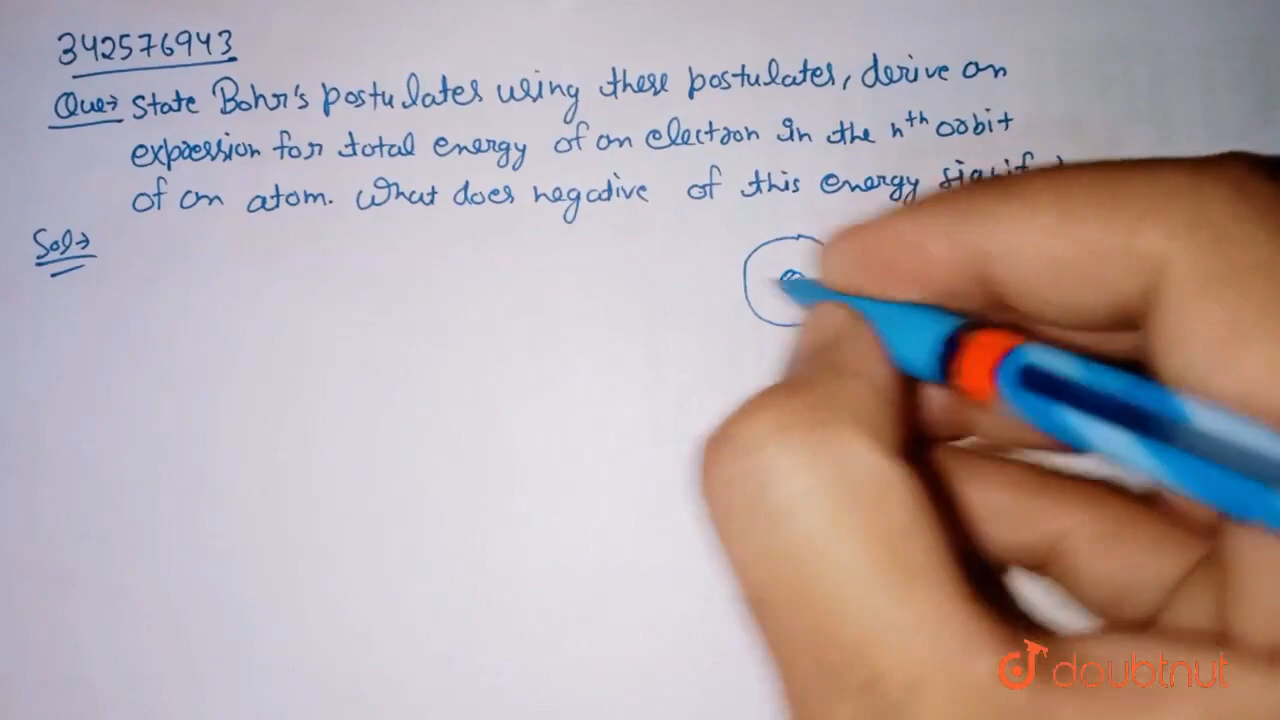 342576943
Que→ State Bohr's postulates using these postulates, derive an
expression for total energy of an electron in the nth orbit
of an atom. What does negative of this energy
Sol→
doubtnut